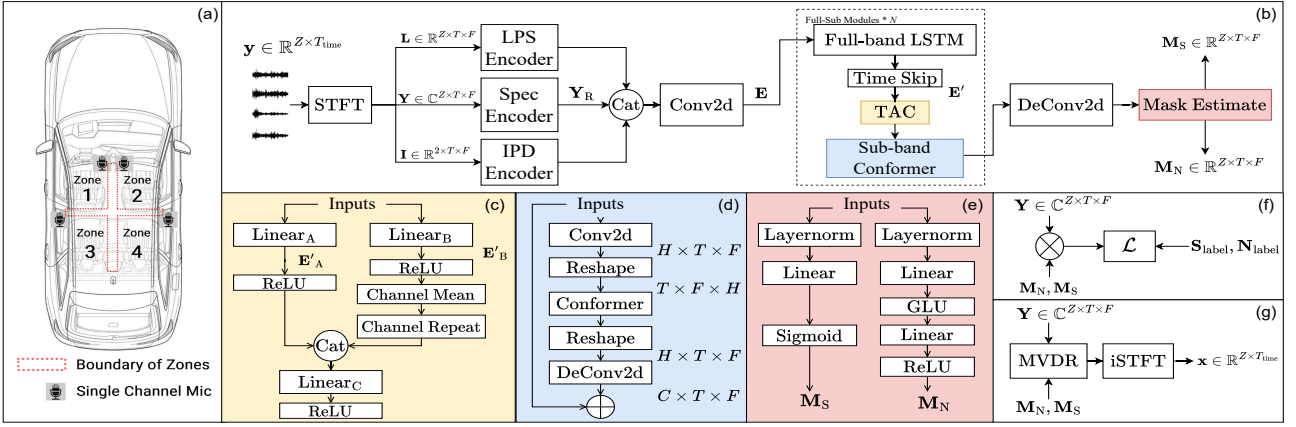 (a)
Zone
1
Zone
2
Zone
3
Zone
4
Boundary of Zones
Single Channel Mic
(b)
y ∈ ℝ^{Z×T_time}
STFT
L ∈ ℝ^{Z×T×F}
Y ∈ ℂ^{Z×T×F}
I ∈ ℝ^{2×T×F}
LPS
Encoder
Spec
Encoder
IPD
Encoder
Y_R
Cat
Conv2d
E
Full-Sub Modules * N
Full-band LSTM
Time Skip
E′
TAC
Sub-band
Conformer
DeConv2d
M_S ∈ ℝ^{Z×T×F}
Mask Estimate
M_N ∈ ℝ^{Z×T×F}
(c)
Inputs
Linear_A
Linear_B
E′_A
E′_B
ReLU
ReLU
Channel Mean
Channel Repeat
Cat
Linear_C
ReLU
(d)
Inputs
Conv2d
H × T × F
Reshape
T × F × H
Conformer
Reshape
H × T × F
DeConv2d
C × T × F
(e)
Inputs
Layernorm
Layernorm
Linear
Linear
GLU
Sigmoid
Linear
ReLU
M_S
M_N
(f)
Y ∈ ℂ^{Z×T×F}
ℒ
S_label, N_label
M_N, M_S
(g)
Y ∈ ℂ^{Z×T×F}
MVDR
iSTFT
x ∈ ℝ^{Z×T_time}
M_N, M_S